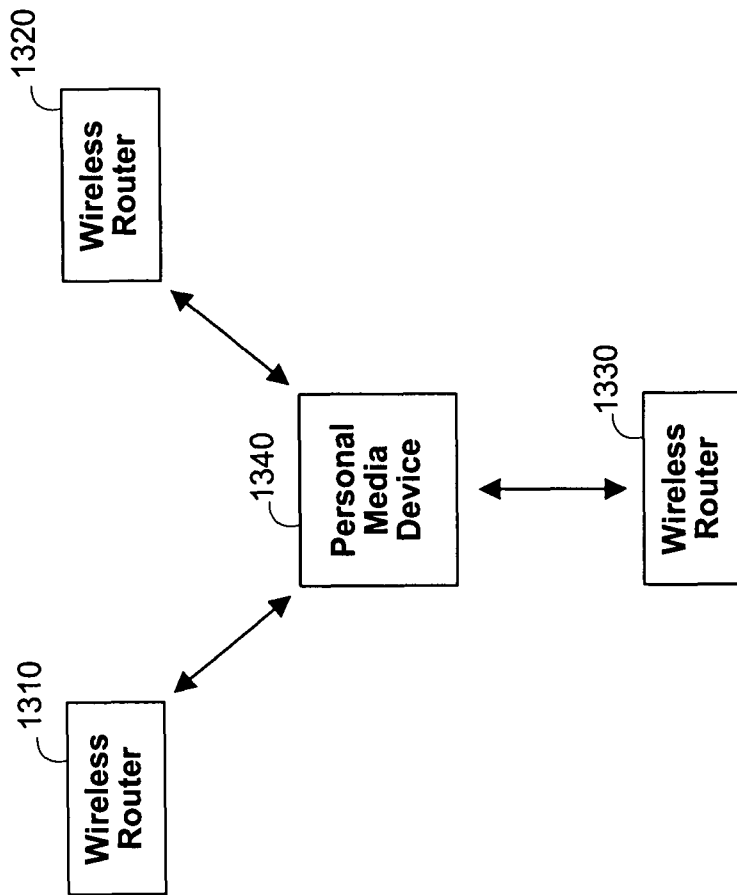 1310
Wireless
Router
1320
Wireless
Router
1340
Personal
Media
Device
1330
Wireless
Router